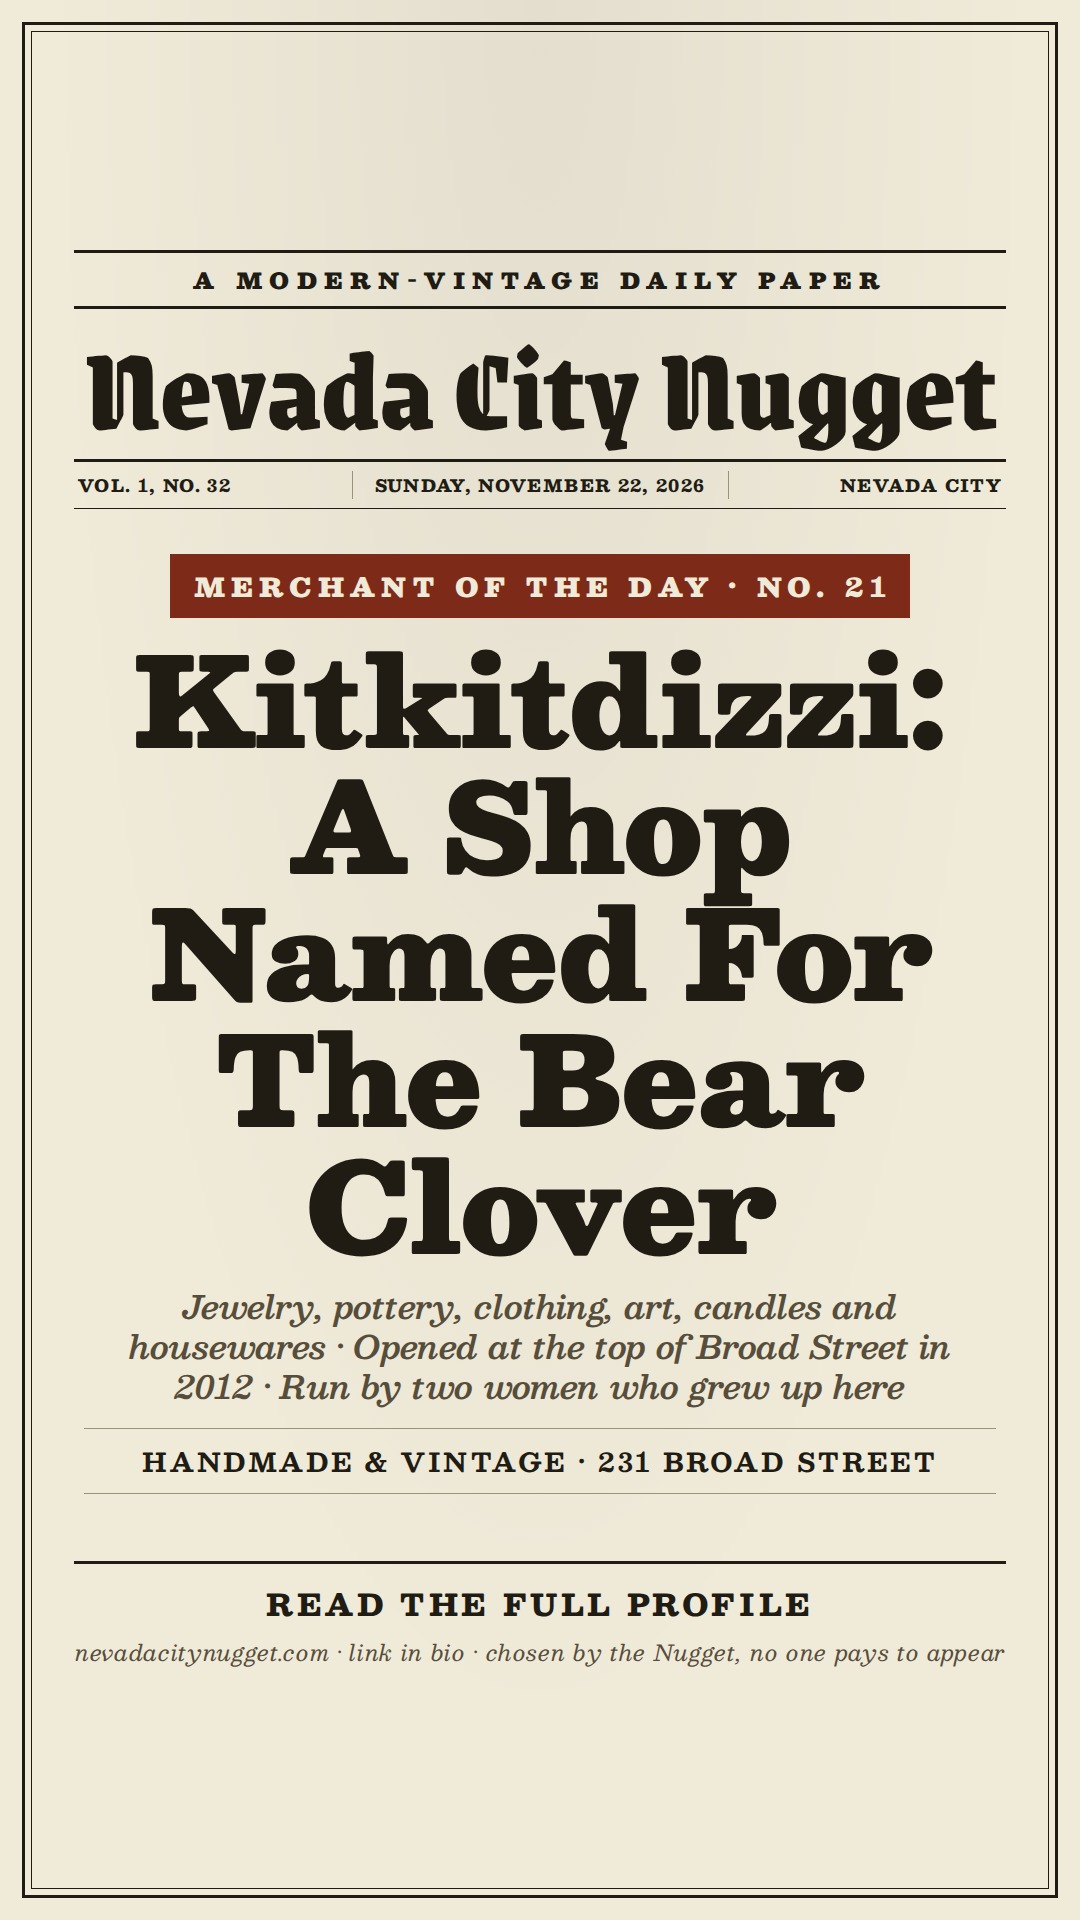 A MODERN-VINTAGE DAILY PAPER
Nevada City Nugget
VOL. 1, NO. 32
SUNDAY, NOVEMBER 22, 2026
NEVADA CITY
MERCHANT OF THE DAY · NO. 21
Kitkitdizzi:
A Shop
Named For
The Bear
Clover
Jewelry, pottery, clothing, art, candles and
housewares · Opened at the top of Broad Street in
2012 · Run by two women who grew up here
HANDMADE & VINTAGE · 231 BROAD STREET
READ THE FULL PROFILE
nevadacitynugget.com · link in bio · chosen by the Nugget, no one pays to appear